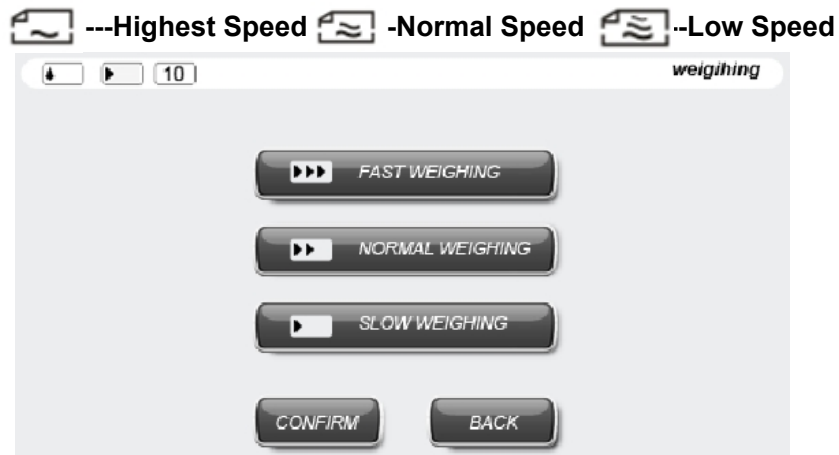 ---Highest Speed -Normal Speed --Low Speed
10 weigihing
FAST WEIGHING
NORMAL WEIGHING
SLOW WEIGHING
CONFIRM BACK